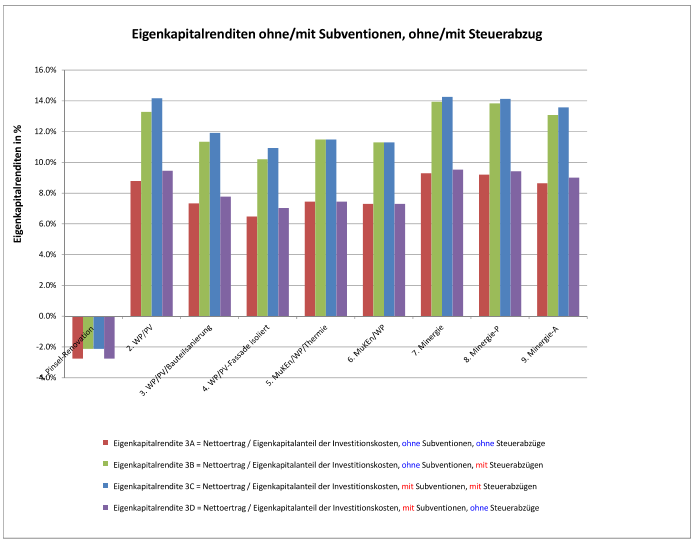 Eigenkapitalrenditen ohne/mit Subventionen, ohne/mit Steuerabzug
Eigenkapitalrenditen in %
16.0%
14.0%
12.0%
10.0%
8.0%
6.0%
4.0%
2.0%
0.0%
-2.0%
-4.0%
1. Pinsel-Renovation
2. WP/PV
3. WP/PV/Bauteilsanierung
4. WP/PV-Fassade isoliert
5. MuKEn/WP/Thermie
6. MuKEn/WP
7. Minergie
8. Minergie-P
9. Minergie-A
Eigenkapitalrendite 3A = Nettoertrag / Eigenkapitalanteil der Investitionskosten, ohne Subventionen, ohne Steuerabzüge
Eigenkapitalrendite 3B = Nettoertrag / Eigenkapitalanteil der Investitionskosten, ohne Subventionen, mit Steuerabzügen
Eigenkapitalrendite 3C = Nettoertrag / Eigenkapitalanteil der Investitionskosten, mit Subventionen, mit Steuerabzügen
Eigenkapitalrendite 3D = Nettoertrag / Eigenkapitalanteil der Investitionskosten, mit Subventionen, ohne Steuerabzüge